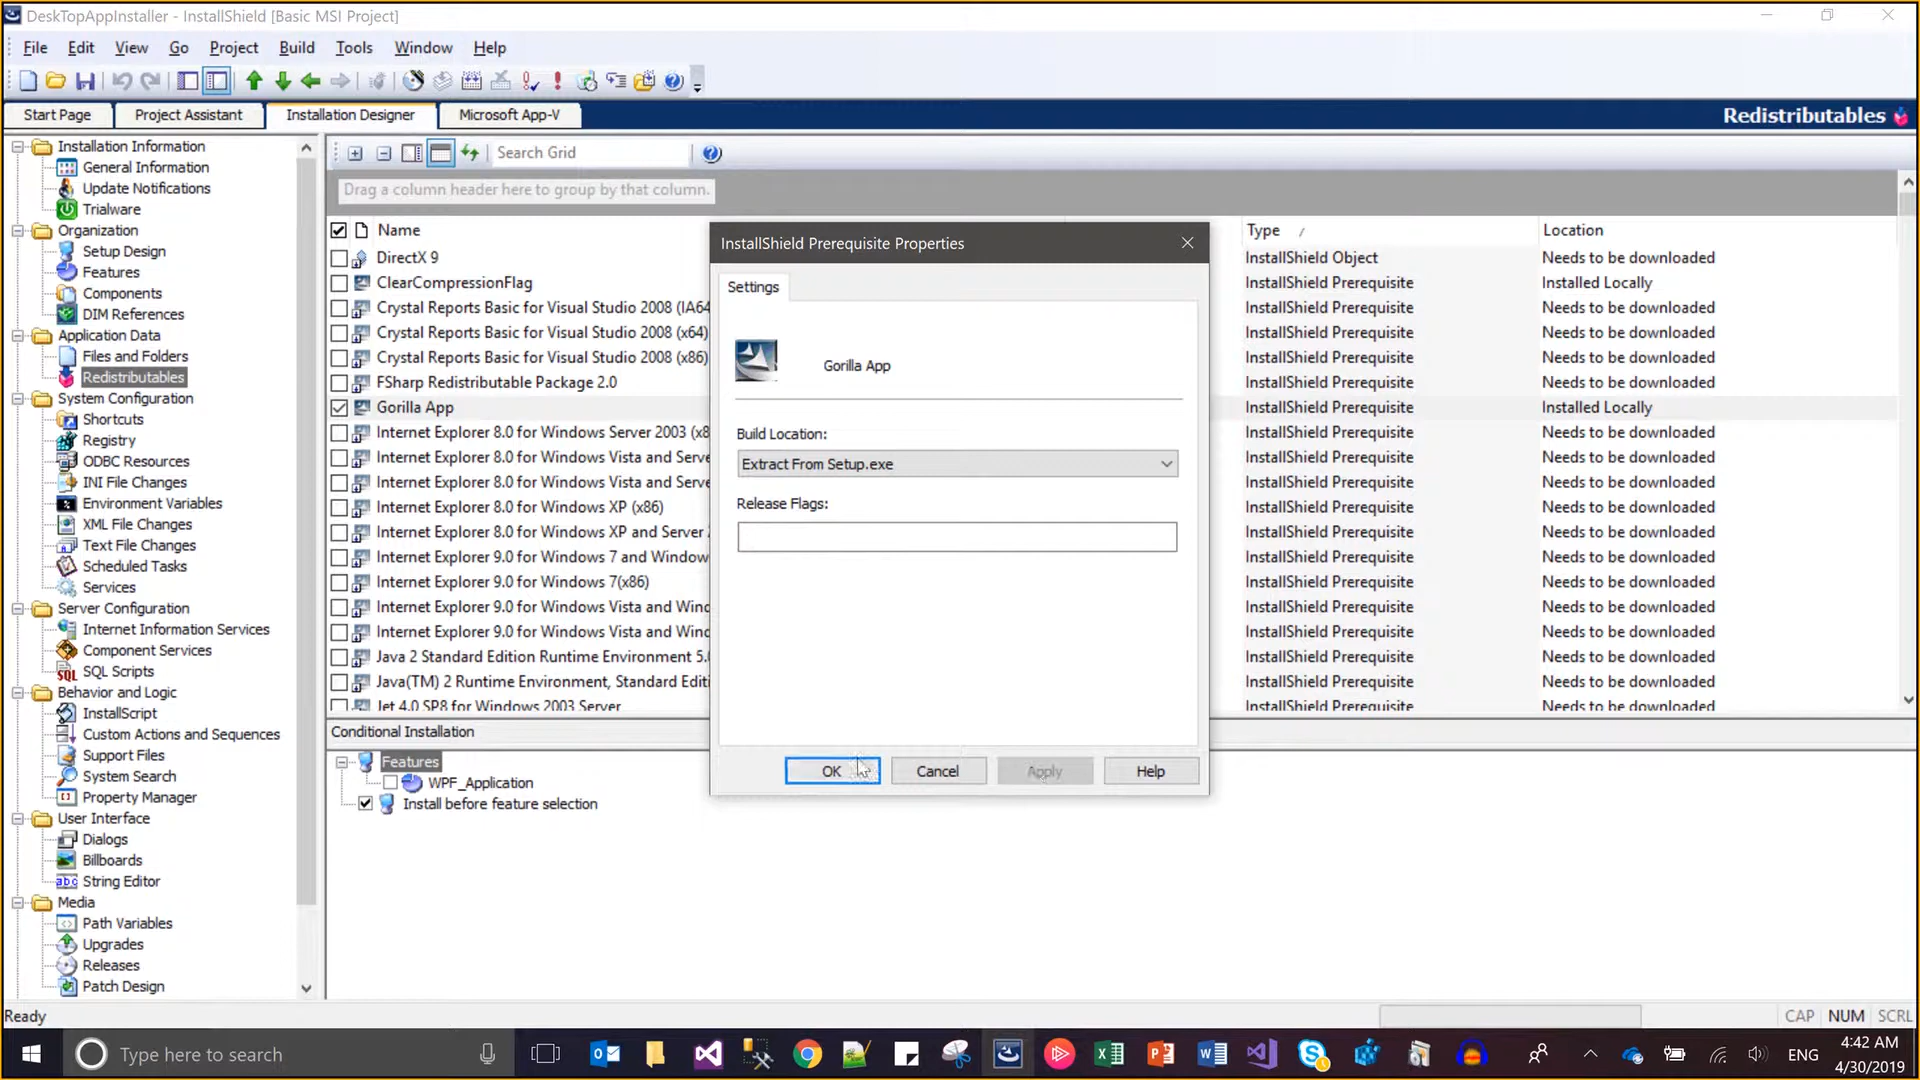 DeskTopAppInstaller - InstallShield [Basic MSI Project]
File Edit View Go Project Build Tools Window Help
Start Page Project Assistant Installation Designer Microsoft App-V Redistributables
Installation Information
General Information
Update Notifications
Trialware
Organization
Setup Design
Features
Components
DIM References
Application Data
Files and Folders
Redistributables
System Configuration
Shortcuts
Registry
ODBC Resources
INI File Changes
Environment Variables
XML File Changes
Text File Changes
Scheduled Tasks
Services
Server Configuration
Internet Information Services
Component Services
SQL Scripts
Behavior and Logic
InstallScript
Custom Actions and Sequences
Support Files
System Search
Property Manager
User Interface
Dialogs
Billboards
String Editor
Media
Path Variables
Upgrades
Releases
Patch Design
Search Grid
Drag a column header here to group by that column.
Name Type Location
DirectX 9 InstallShield Object Needs to be downloaded
ClearCompressionFlag InstallShield Prerequisite Installed Locally
Crystal Reports Basic for Visual Studio 2008 (IA64 InstallShield Prerequisite Needs to be downloaded
Crystal Reports Basic for Visual Studio 2008 (x64) InstallShield Prerequisite Needs to be downloaded
Crystal Reports Basic for Visual Studio 2008 (x86) InstallShield Prerequisite Needs to be downloaded
FSharp Redistributable Package 2.0 InstallShield Prerequisite Needs to be downloaded
Gorilla App InstallShield Prerequisite Installed Locally
Internet Explorer 8.0 for Windows Server 2003 (x8 InstallShield Prerequisite Needs to be downloaded
Internet Explorer 8.0 for Windows Vista and Serve InstallShield Prerequisite Needs to be downloaded
Internet Explorer 8.0 for Windows Vista and Serve InstallShield Prerequisite Needs to be downloaded
Internet Explorer 8.0 for Windows XP (x86) InstallShield Prerequisite Needs to be downloaded
Internet Explorer 8.0 for Windows XP and Server InstallShield Prerequisite Needs to be downloaded
Internet Explorer 9.0 for Windows 7 and Window InstallShield Prerequisite Needs to be downloaded
Internet Explorer 9.0 for Windows 7(x86) InstallShield Prerequisite Needs to be downloaded
Internet Explorer 9.0 for Windows Vista and Wind InstallShield Prerequisite Needs to be downloaded
Internet Explorer 9.0 for Windows Vista and Wind InstallShield Prerequisite Needs to be downloaded
Java 2 Standard Edition Runtime Environment 5.0 InstallShield Prerequisite Needs to be downloaded
Java(TM) 2 Runtime Environment, Standard Editi InstallShield Prerequisite Needs to be downloaded
Jet 4.0 SP8 for Windows 2003 Server InstallShield Prerequisite Needs to be downloaded
InstallShield Prerequisite Properties
Settings
Gorilla App
Build Location:
Extract From Setup.exe
Release Flags:
OK Cancel Apply Help
Conditional Installation
Features
WPF_Application
Install before feature selection
Ready CAP NUM SCRL
Type here to search ENG 4:42 AM
4/30/2019